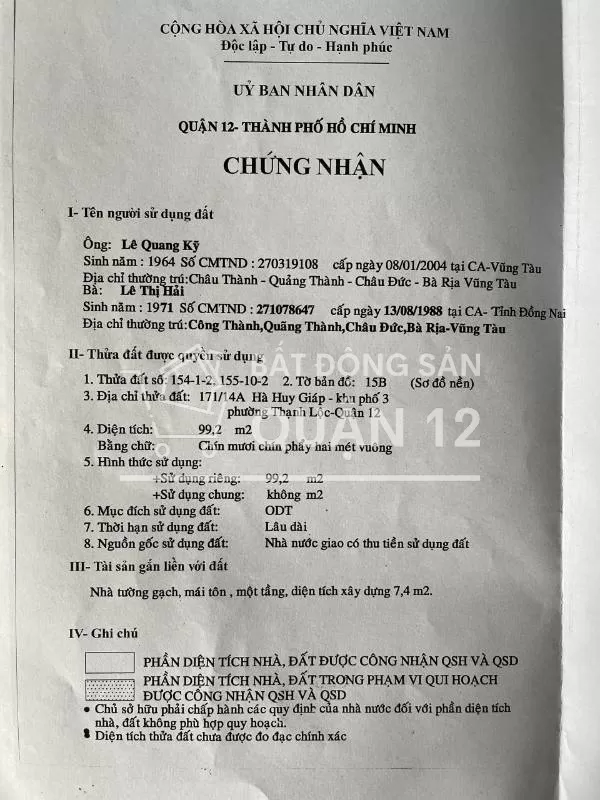 CỘNG HÒA XÃ HỘI CHỦ NGHĨA VIỆT NAM
Độc lập - Tự do - Hạnh phúc
UỶ BAN NHÂN DÂN
QUẬN 12- THÀNH PHỐ HỒ CHÍ MINH
CHỨNG NHẬN
I- Tên người sử dụng đất
Ông: Lê Quang Kỹ
Sinh năm : 1964 Số CMTND : 270319108 cấp ngày 08/01/2004 tại CA-Vũng Tàu
Địa chỉ thường trú:Châu Thành - Quảng Thành - Châu Đức - Bà Rịa Vũng Tàu
Bà: Lê Thị Hải
Sinh năm : 1971 Số CMTND : 271078647 cấp ngày 13/08/1988 tại CA- Tỉnh Đồng Nai
Địa chỉ thường trú: Công Thành,Quãng Thành,Châu Đức,Bà Rịa-Vũng Tàu
II- Thửa đất được quyền sử dụng
BẤT ĐỘNG SẢN
1. Thửa đất số: 154-1-2, 155-10-2 2. Tờ bản đồ: 15B (Sơ đồ nền)
3. Địa chỉ thửa đất: 171/14A Hà Huy Giáp - khu phố 3
phường Thạnh Lộc-Quận 12
QUẬN 12
4. Diện tích: 99,2 m2
Bằng chữ: Chín mươi chín phẩy hai mét vuông
5. Hình thức sử dụng:
+Sử dụng riêng: 99,2 m2
+Sử dụng chung: không m2
6. Mục đích sử dụng đất: ODT
7. Thời hạn sử dụng đất: Lâu dài
8. Nguồn gốc sử dụng đất: Nhà nước giao có thu tiền sử dụng đất
III- Tài sản gắn liền với đất
Nhà tường gạch, mái tôn , một tầng, diện tích xây dựng 7,4 m2.
IV- Ghi chú
PHẦN DIỆN TÍCH NHÀ, ĐẤT ĐƯỢC CÔNG NHẬN QSH VÀ QSD
PHẦN DIỆN TÍCH NHÀ, ĐẤT TRONG PHẠM VI QUI HOẠCH
ĐƯỢC CÔNG NHẬN QSH VÀ QSD
• Chủ sở hữu phải chấp hành các quy định của nhà nước đối với phần diện tích
nhà, đất không phù hợp quy hoạch.
• Diện tích thửa đất chưa được đo đạc chính xác